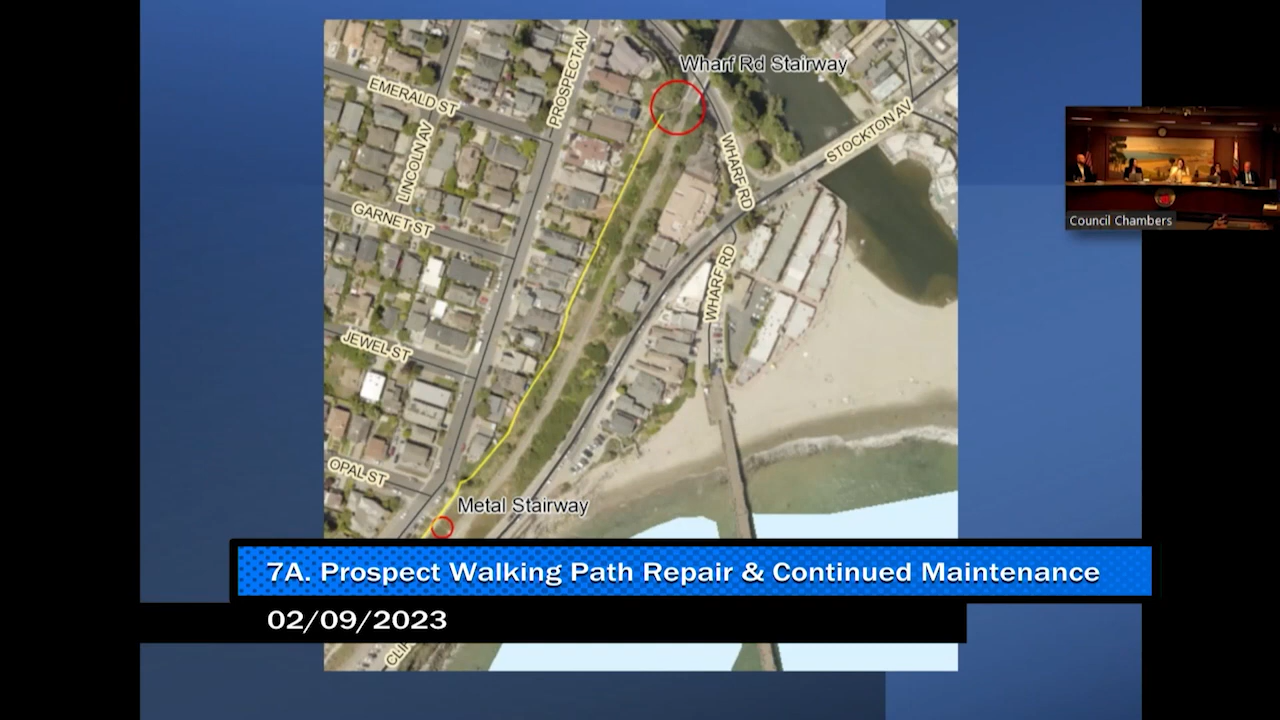 Wharf Rd Stairway
EMERALD ST
PROSPECT AV
LINCOLN AV
WHARF RD
STOCKTON AV
GARNET ST
WHARF RD
JEWEL ST
OPAL ST
Metal Stairway
Council Chambers
7A. Prospect Walking Path Repair & Continued Maintenance
02/09/2023